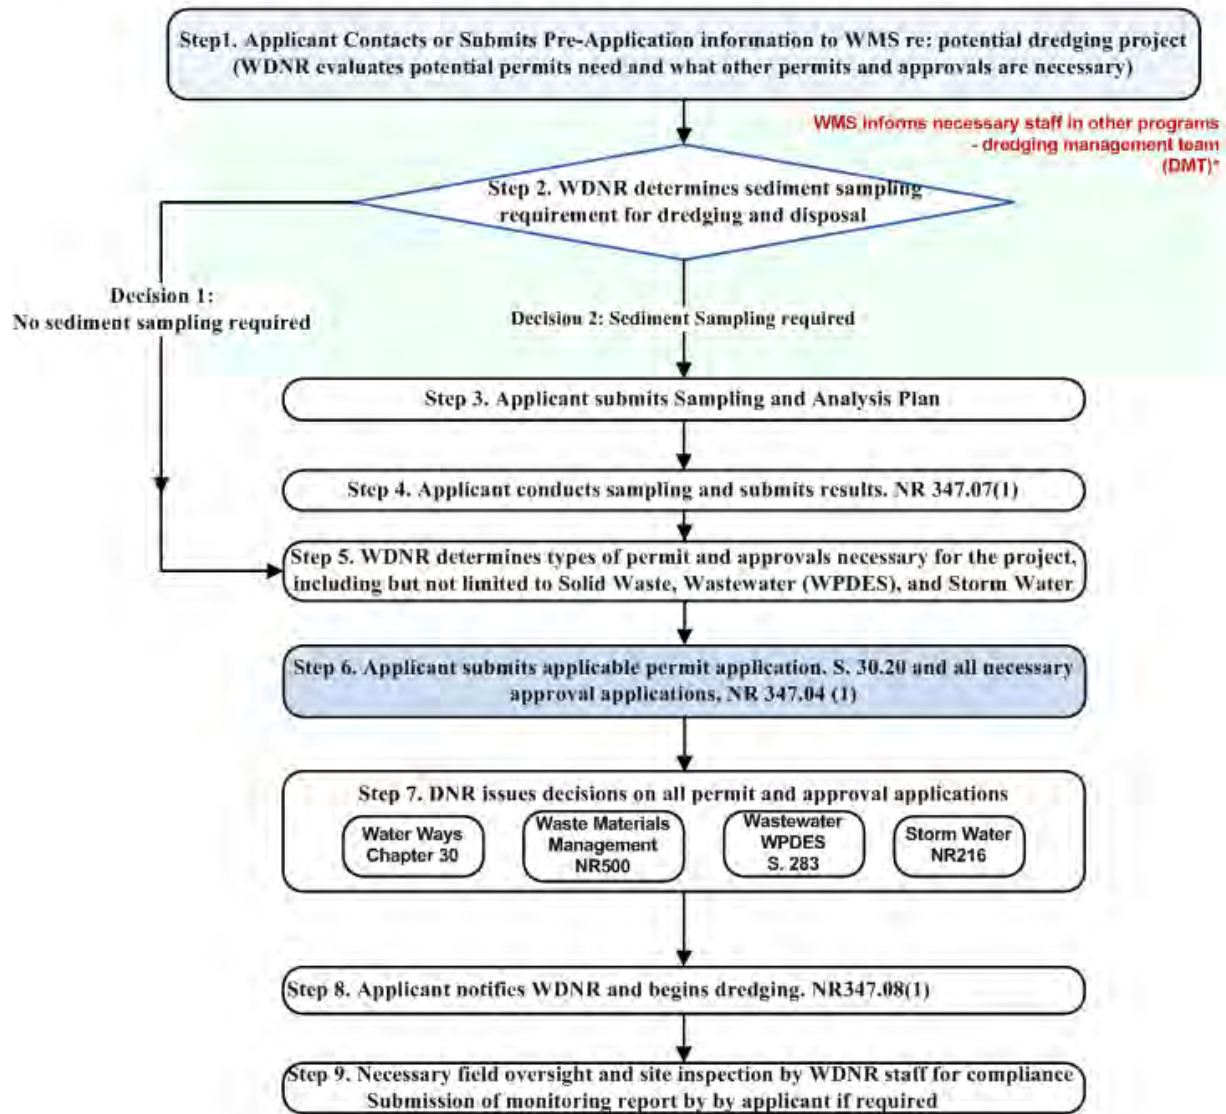 Step1. Applicant Contacts or Submits Pre-Application information to WMS re: potential dredging project
(WDNR evaluates potential permits need and what other permits and approvals are necessary)
WMS informs necessary staff in other programs
- dredging management team
(DMT)*
Step 2. WDNR determines sediment sampling
requirement for dredging and disposal
Decision 1:
No sediment sampling required
Decision 2: Sediment Sampling required
Step 3. Applicant submits Sampling and Analysis Plan
Step 4. Applicant conducts sampling and submits results. NR 347.07(1)
Step 5. WDNR determines types of permit and approvals necessary for the project,
including but not limited to Solid Waste, Wastewater (WPDES), and Storm Water
Step 6. Applicant submits applicable permit application. S. 30.20 and all necessary
approval applications, NR 347.04 (1)
Step 7. DNR issues decisions on all permit and approval applications
Water Ways
Chapter 30
Waste Materials
Management
NR500
Wastewater
WPDES
S. 283
Storm Water
NR216
Step 8. Applicant notifies WDNR and begins dredging. NR347.08(1)
Step 9. Necessary field oversight and site inspection by WDNR staff for compliance
Submission of monitoring report by by applicant if required